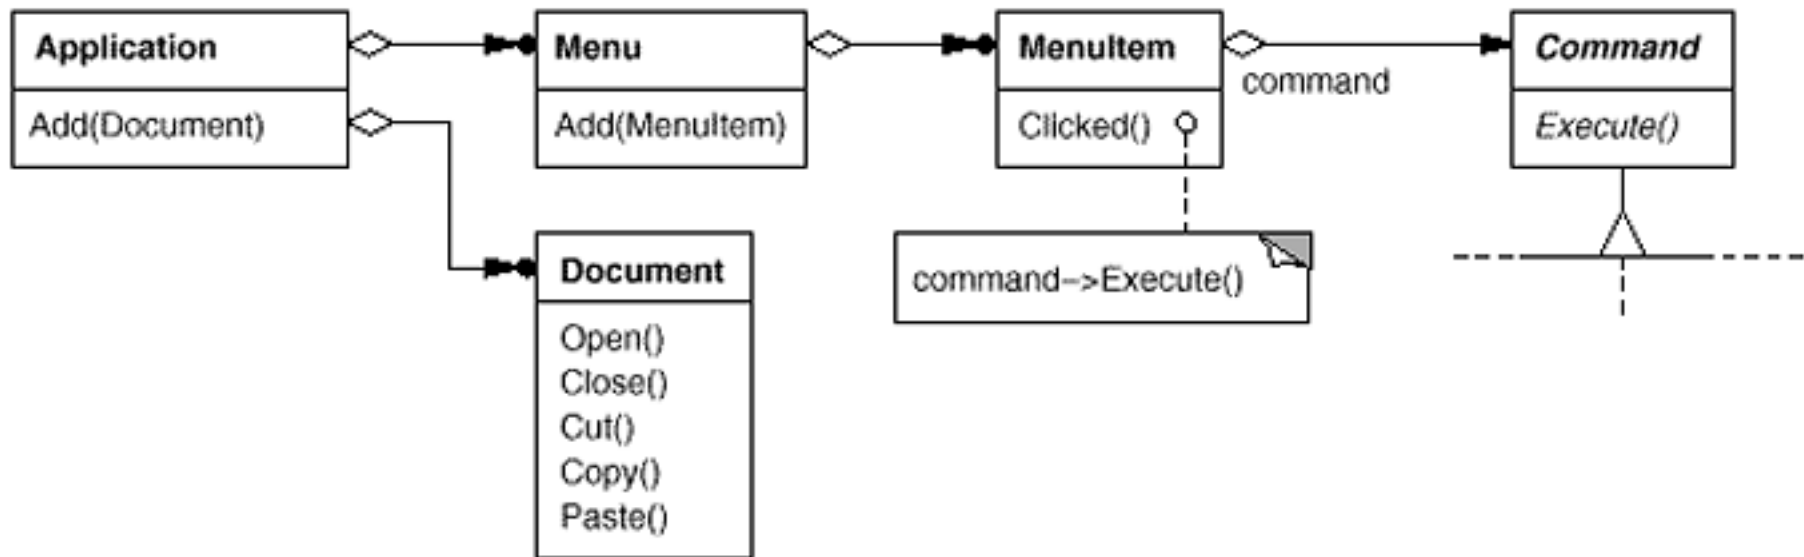 Application
Add(Document)
Menu
Add(MenuItem)
MenuItem
Clicked()
command
Command
Execute()
command–>Execute()
Document
Open()
Close()
Cut()
Copy()
Paste()